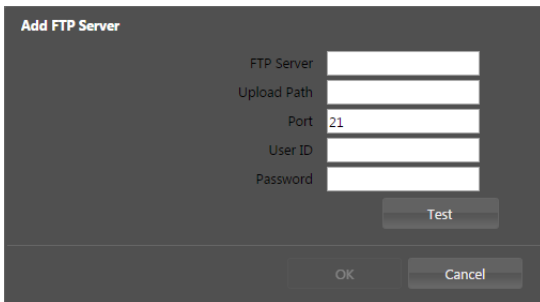 Add FTP Server
FTP Server
Upload Path
Port 21
User ID
Password
Test
OK Cancel